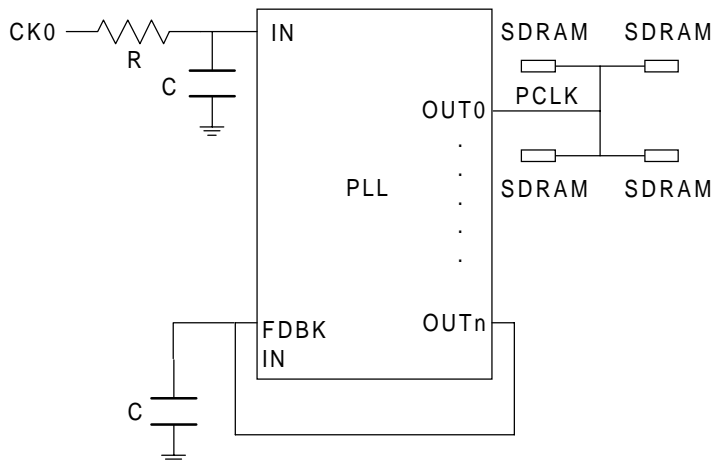 CK0
R
C
IN
SDRAM SDRAM
OUT0
PCLK
SDRAM SDRAM
PLL
FDBK
IN
OUTn
C